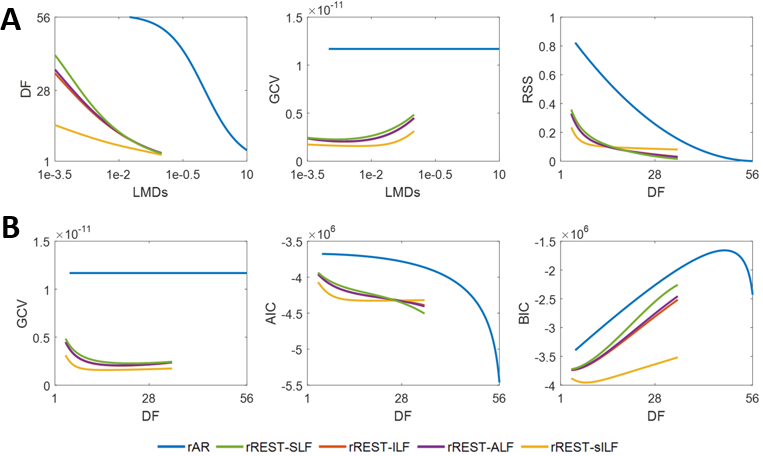 A
56
28
1
DF
1e-3.5
1e-2
1e-0.5
10
LMDs
×10-11
1.5
1
0.5
0
GCV
1e-3.5
1e-2
1e-0.5
10
LMDs
1
0.8
0.6
0.4
0.2
0
RSS
1
28
56
DF
B
×10-11
1.5
1
0.5
0
GCV
1
28
56
DF
×10^6
-3.5
-4
-4.5
-5
-5.5
AIC
1
28
56
DF
×10^6
-1.5
-2
-2.5
-3
-3.5
-4
BIC
1
28
56
DF
rAR rREST-SLF rREST-ILF rREST-ALF rREST-sILF